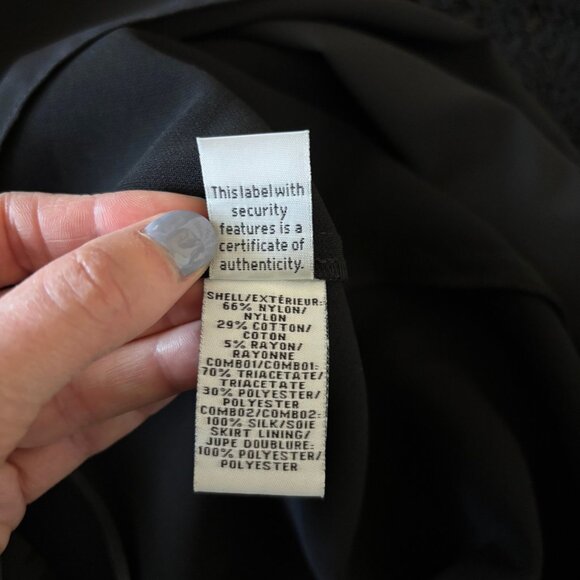 This label with
security
features is a
certificate of
authenticity.
SHELL/EXTÉRIEUR:
66% NYLON/
NYLON
29% COTTON/
COTON
5% RAYON/
RAYONNE
COMBO1/COMBO1:
70% TRIACETATE/
TRIACETATE
30% POLYESTER/
POLYESTER
COMBO2/COMBO2:
100% SILK/SOIE
SKIRT LINING/
JUPE DOUBLURE:
100% POLYESTER/
POLYESTER